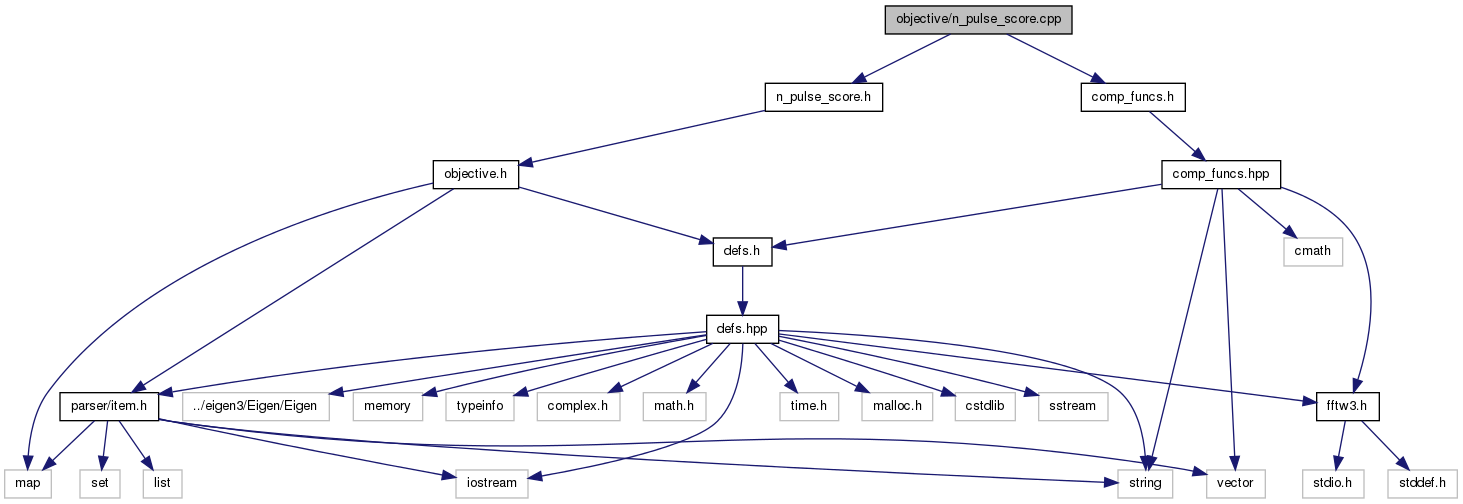 objective/n_pulse_score.cpp
n_pulse_score.h
comp_funcs.h
objective.h
comp_funcs.hpp
defs.h
cmath
defs.hpp
parser/item.h
../eigen3/Eigen/Eigen
memory
typeinfo
complex.h
math.h
time.h
malloc.h
cstdlib
sstream
fftw3.h
map
set
list
iostream
string
vector
stdio.h
stddef.h